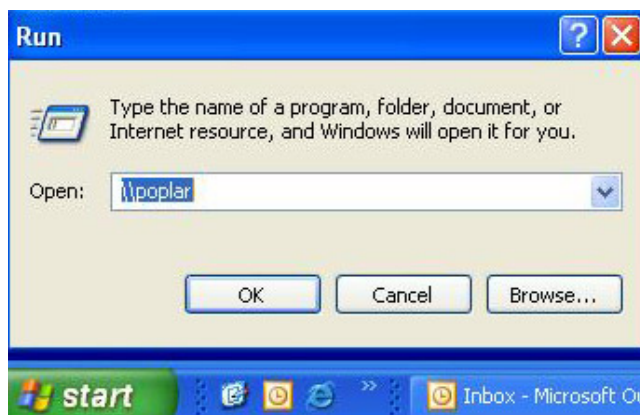 Run
Type the name of a program, folder, document, or
Internet resource, and Windows will open it for you.
Open: \\poplar
OK Cancel Browse...
start » Inbox - Microsoft